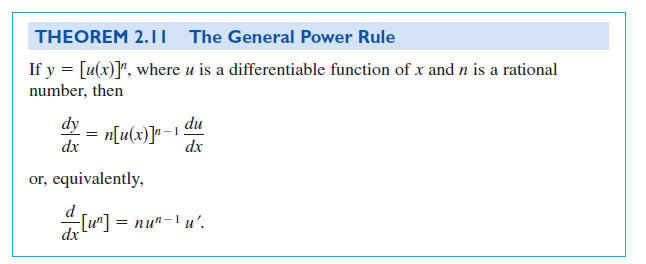 THEOREM 2.11 The General Power Rule
If y = [u(x)]ⁿ, where u is a differentiable function of x and n is a rational
number, then
dy/dx = n[u(x)]ⁿ⁻¹ du/dx
or, equivalently,
d/dx [uⁿ] = nuⁿ⁻¹ u′.